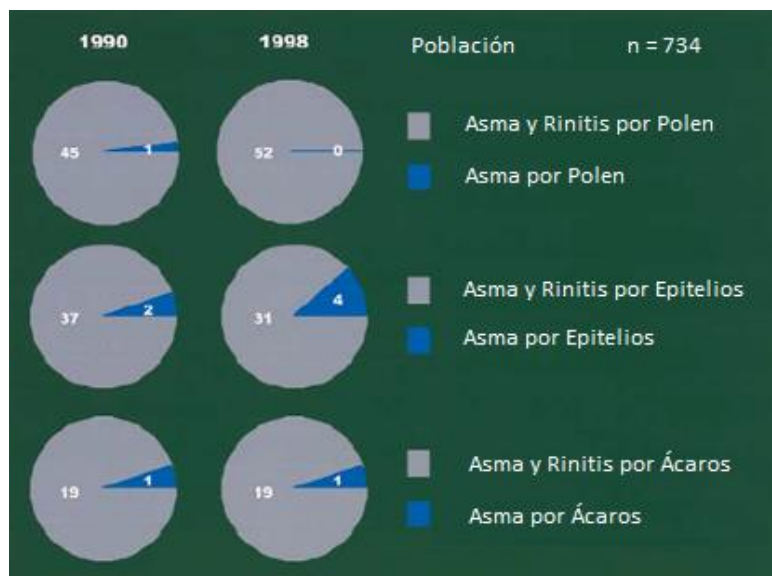 1990 1998 Población n = 734
45 1 52 0 Asma y Rinitis por Polen
Asma por Polen
37 2 31 4 Asma y Rinitis por Epitelios
Asma por Epitelios
19 1 19 1 Asma y Rinitis por Ácaros
Asma por Ácaros